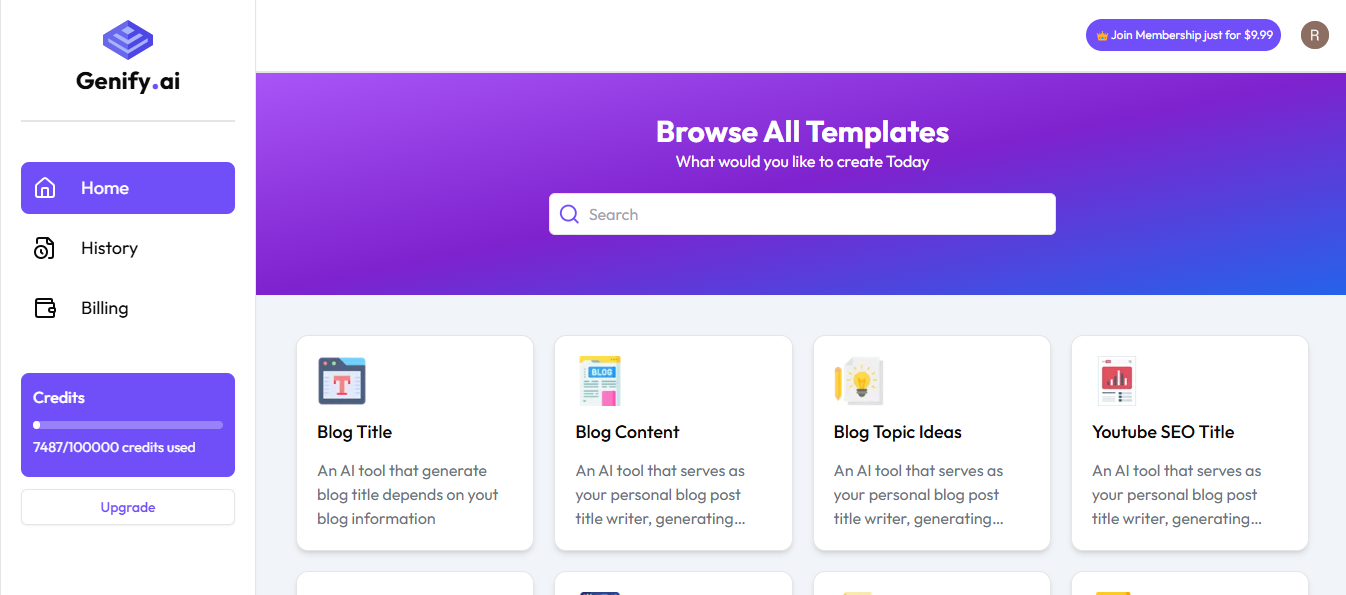 Genify.ai
Home
History
Billing
Credits
7487/100000 credits used
Upgrade
Join Membership just for $9.99
R
Browse All Templates
What would you like to create Today
Search
T
Blog Title
An AI tool that generate
blog title depends on yout
blog information
BLOG
Blog Content
An AI tool that serves as
your personal blog post
title writer, generating...
Blog Topic Ideas
An AI tool that serves as
your personal blog post
title writer, generating...
Youtube SEO Title
An AI tool that serves as
your personal blog post
title writer, generating...